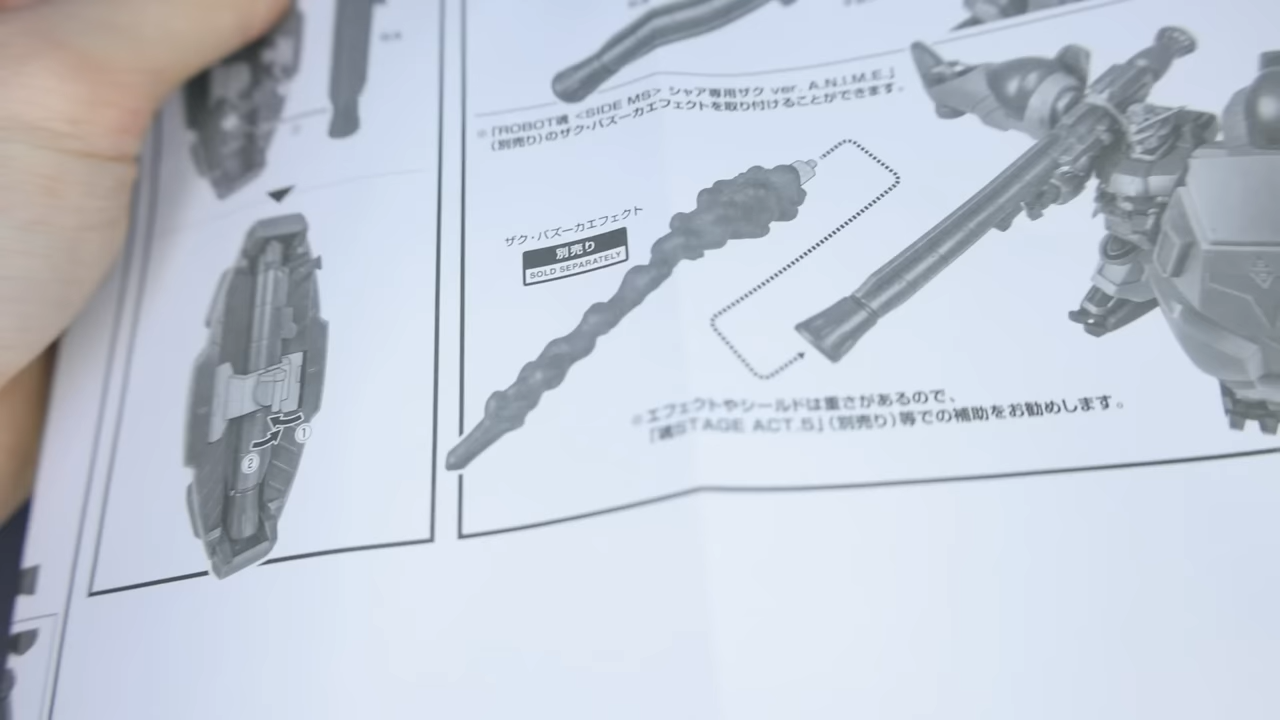 ※「ROBOT魂 <SIDE MS> シャア専用ザク ver. A.N.I.M.E.」
(別売り)のザク・バズーカエフェクトを取り付けることができます。
ザク・バズーカエフェクト
別売り
SOLD SEPARATELY
①
②
※エフェクトやシールドは重さがあるので、
「魂STAGE ACT.5」(別売り)等での補助をお勧めします。